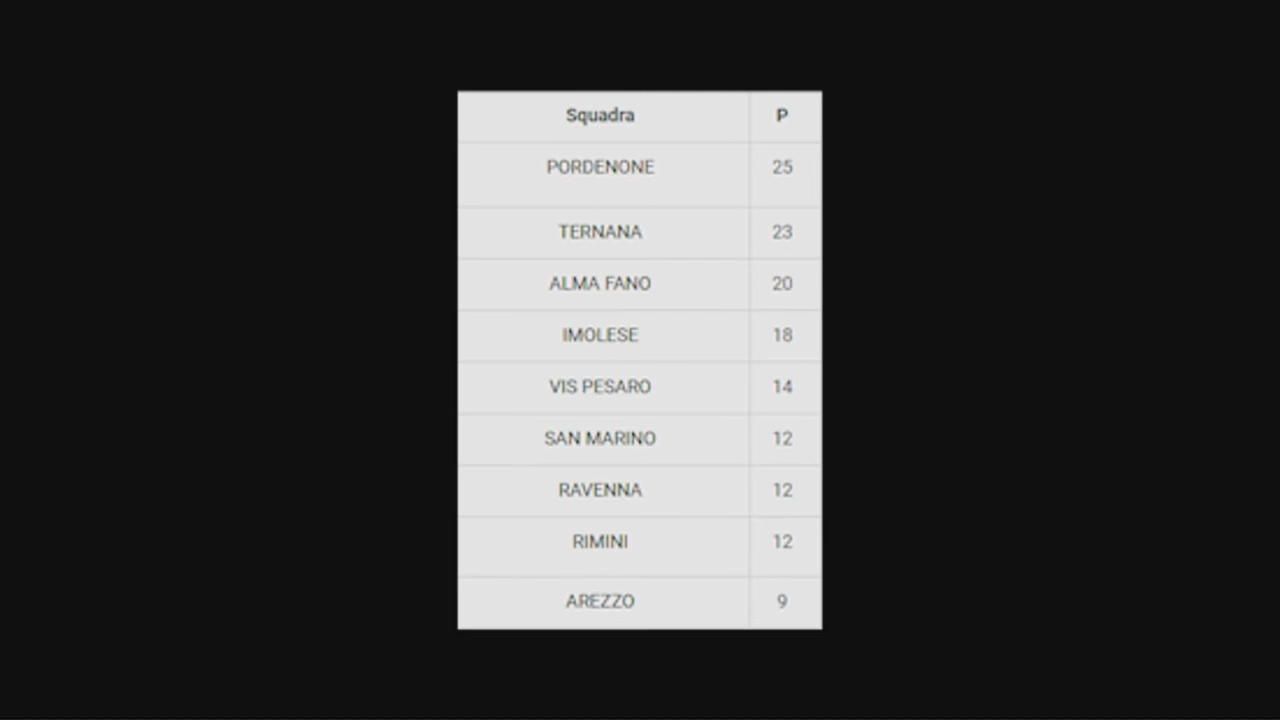 Squadra P
PORDENONE 25
TERNANA 23
ALMA FANO 20
IMOLESE 18
VIS PESARO 14
SAN MARINO 12
RAVENNA 12
RIMINI 12
AREZZO 9